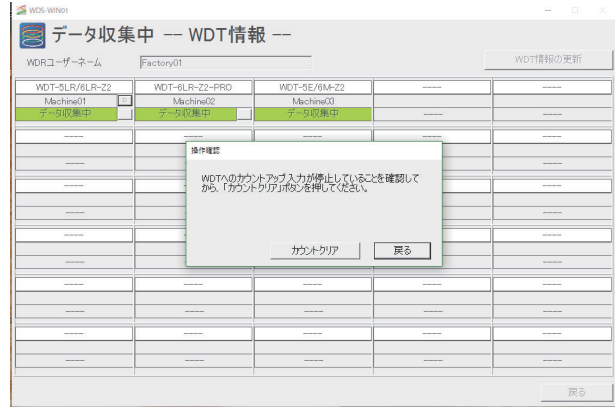 WDS-WIN01
データ収集中 -- WDT情報 --
WDRユーザーネーム Factory01 WDT情報の更新
WDT-5LR/6LR-Z2 WDT-6LR-Z2-PRO WDT-5E/6M-Z2 ---- ----
Machine01 Machine02 Machine03
データ収集中 データ収集中 データ収集中 ---- ----
---- ---- ----
操作確認
---- ---- ----
WDTへのカウントアップ入力が停止していることを確認して
から、「カウントクリア」ボタンを押してください。
---- ---- ----
---- ---- ----
---- ---- ----
カウントクリア 戻る
---- ---- ---- ---- ----
---- ---- ---- ---- ----
---- ---- ---- ---- ----
---- ---- ---- ---- ----
---- ---- ---- ---- ----
戻る